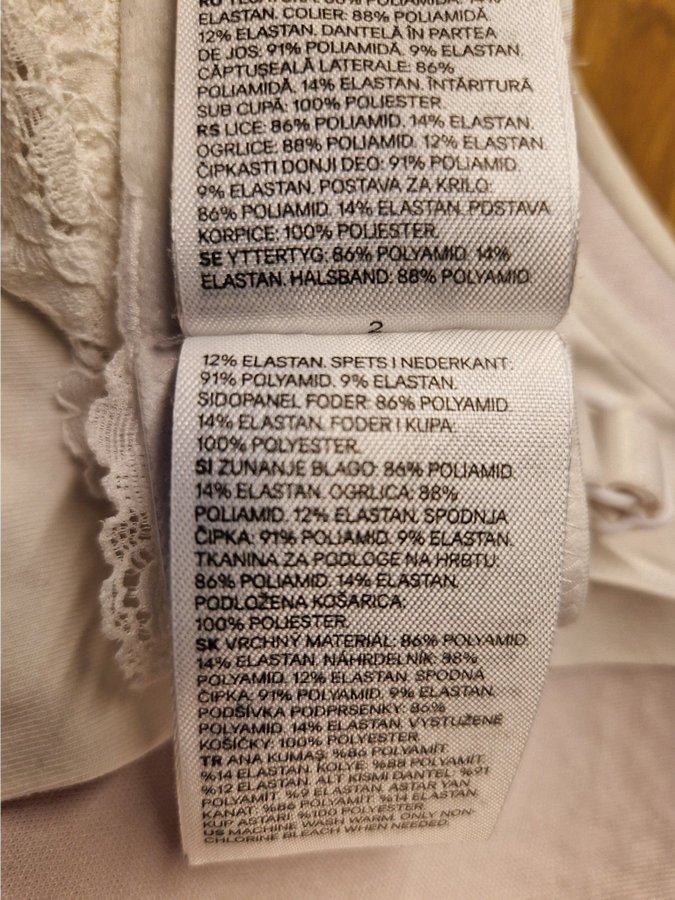 ELASTAN. COLIER: 88% POLIAMIDĂ.
12% ELASTAN. DANTELĂ ÎN PARTEA
DE JOS: 91% POLIAMIDĂ. 9% ELASTAN.
CĂPTUȘEALĂ LATERALE: 86%
POLIAMIDĂ. 14% ELASTAN. ÎNTĂRITURĂ
SUB CUPĂ: 100% POLIESTER.
RS LICE: 86% POLIAMID. 14% ELASTAN.
OGRLICE: 88% POLIAMID. 12% ELASTAN.
ČIPKASTI DONJI DEO: 91% POLIAMID.
9% ELASTAN. POSTAVA ZA KRILO:
86% POLIAMID. 14% ELASTAN. POSTAVA
KORPICE: 100% POLIESTER.
SE YTTERTYG: 86% POLYAMID. 14%
ELASTAN. HALSBAND: 88% POLYAMID.
2
12% ELASTAN. SPETS I NEDERKANT:
91% POLYAMID. 9% ELASTAN.
SIDOPANEL FODER: 86% POLYAMID.
14% ELASTAN. FODER I KUPA:
100% POLYESTER.
SI ZUNANJE BLAGO: 86% POLIAMID.
14% ELASTAN. OGRLICA: 88%
POLIAMID. 12% ELASTAN. SPODNJA
ČIPKA: 91% POLIAMID. 9% ELASTAN.
TKANINA ZA PODLOGE NA HRBTU:
86% POLIAMID. 14% ELASTAN.
PODLOŽENA KOŠARICA:
100% POLIESTER.
SK VRCHNÝ MATERIÁL: 86% POLYAMID.
14% ELASTAN. NÁHRDELNÍK: 88%
POLYAMID. 12% ELASTAN. SPODNÁ
ČIPKA: 91% POLYAMID. 9% ELASTAN.
PODŠÍVKA PODPRSENKY: 86%
POLYAMID. 14% ELASTAN. VYSTUŽENÉ
KOŠÍČKY: 100% POLYESTER.
TR ANA KUMAŞ: %86 POLYAMİT.
%14 ELASTAN. KOLYE: %88 POLYAMİT.
%12 ELASTAN. ALT KISMI DANTEL: %91
POLYAMİT. %9 ELASTAN. ASTAR YAN
KANAT: %86 POLYAMİT. %14 ELASTAN.
KUP ASTARI: %100 POLYESTER.
US MACHINE WASH WARM. ONLY NON-
CHLORINE BLEACH WHEN NEEDED.